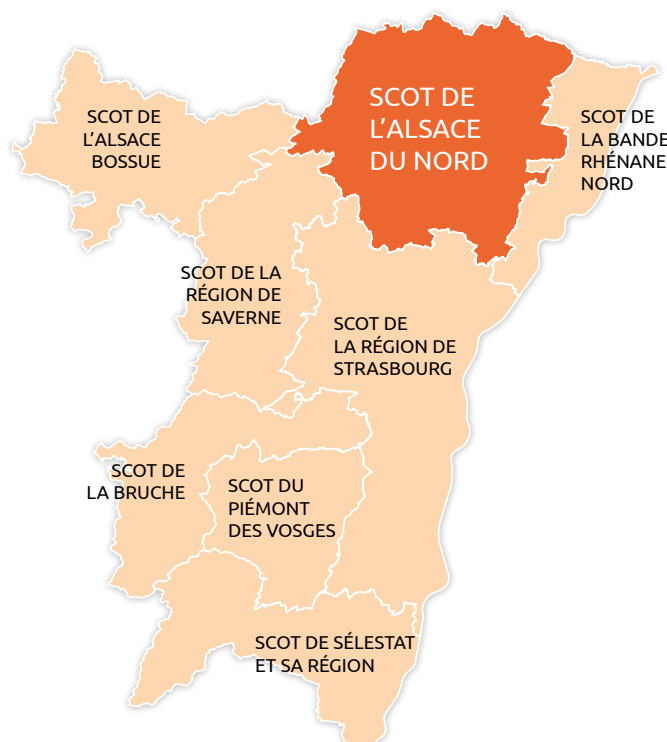 SCOT DE
L'ALSACE
BOSSUE
SCOT DE
L'ALSACE
DU NORD
SCOT DE
LA BANDE
RHÉNANE
NORD
SCOT DE LA
RÉGION DE
SAVERNE
SCOT DE
LA RÉGION DE
STRASBOURG
SCOT DE
LA BRUCHE
SCOT DU
PIÉMONT
DES VOSGES
SCOT DE SÉLESTAT
ET SA RÉGION